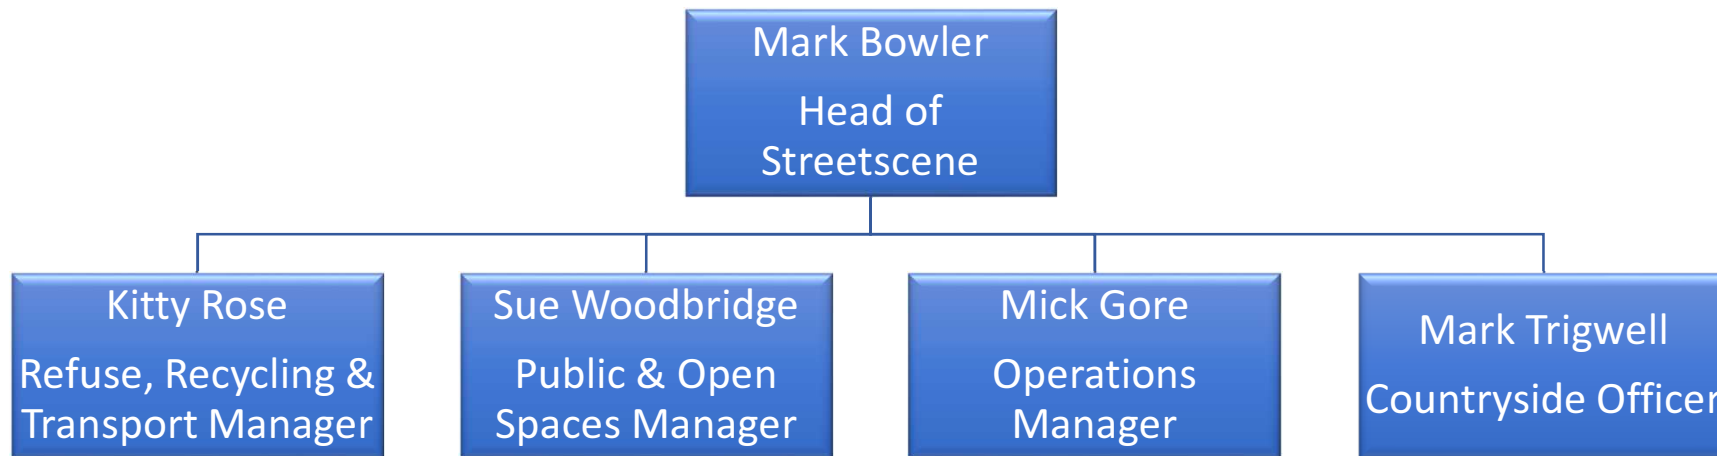 Mark Bowler
Head of
Streetscene
Kitty Rose
Refuse, Recycling &
Transport Manager
Sue Woodbridge
Public & Open
Spaces Manager
Mick Gore
Operations
Manager
Mark Trigwell
Countryside Officer